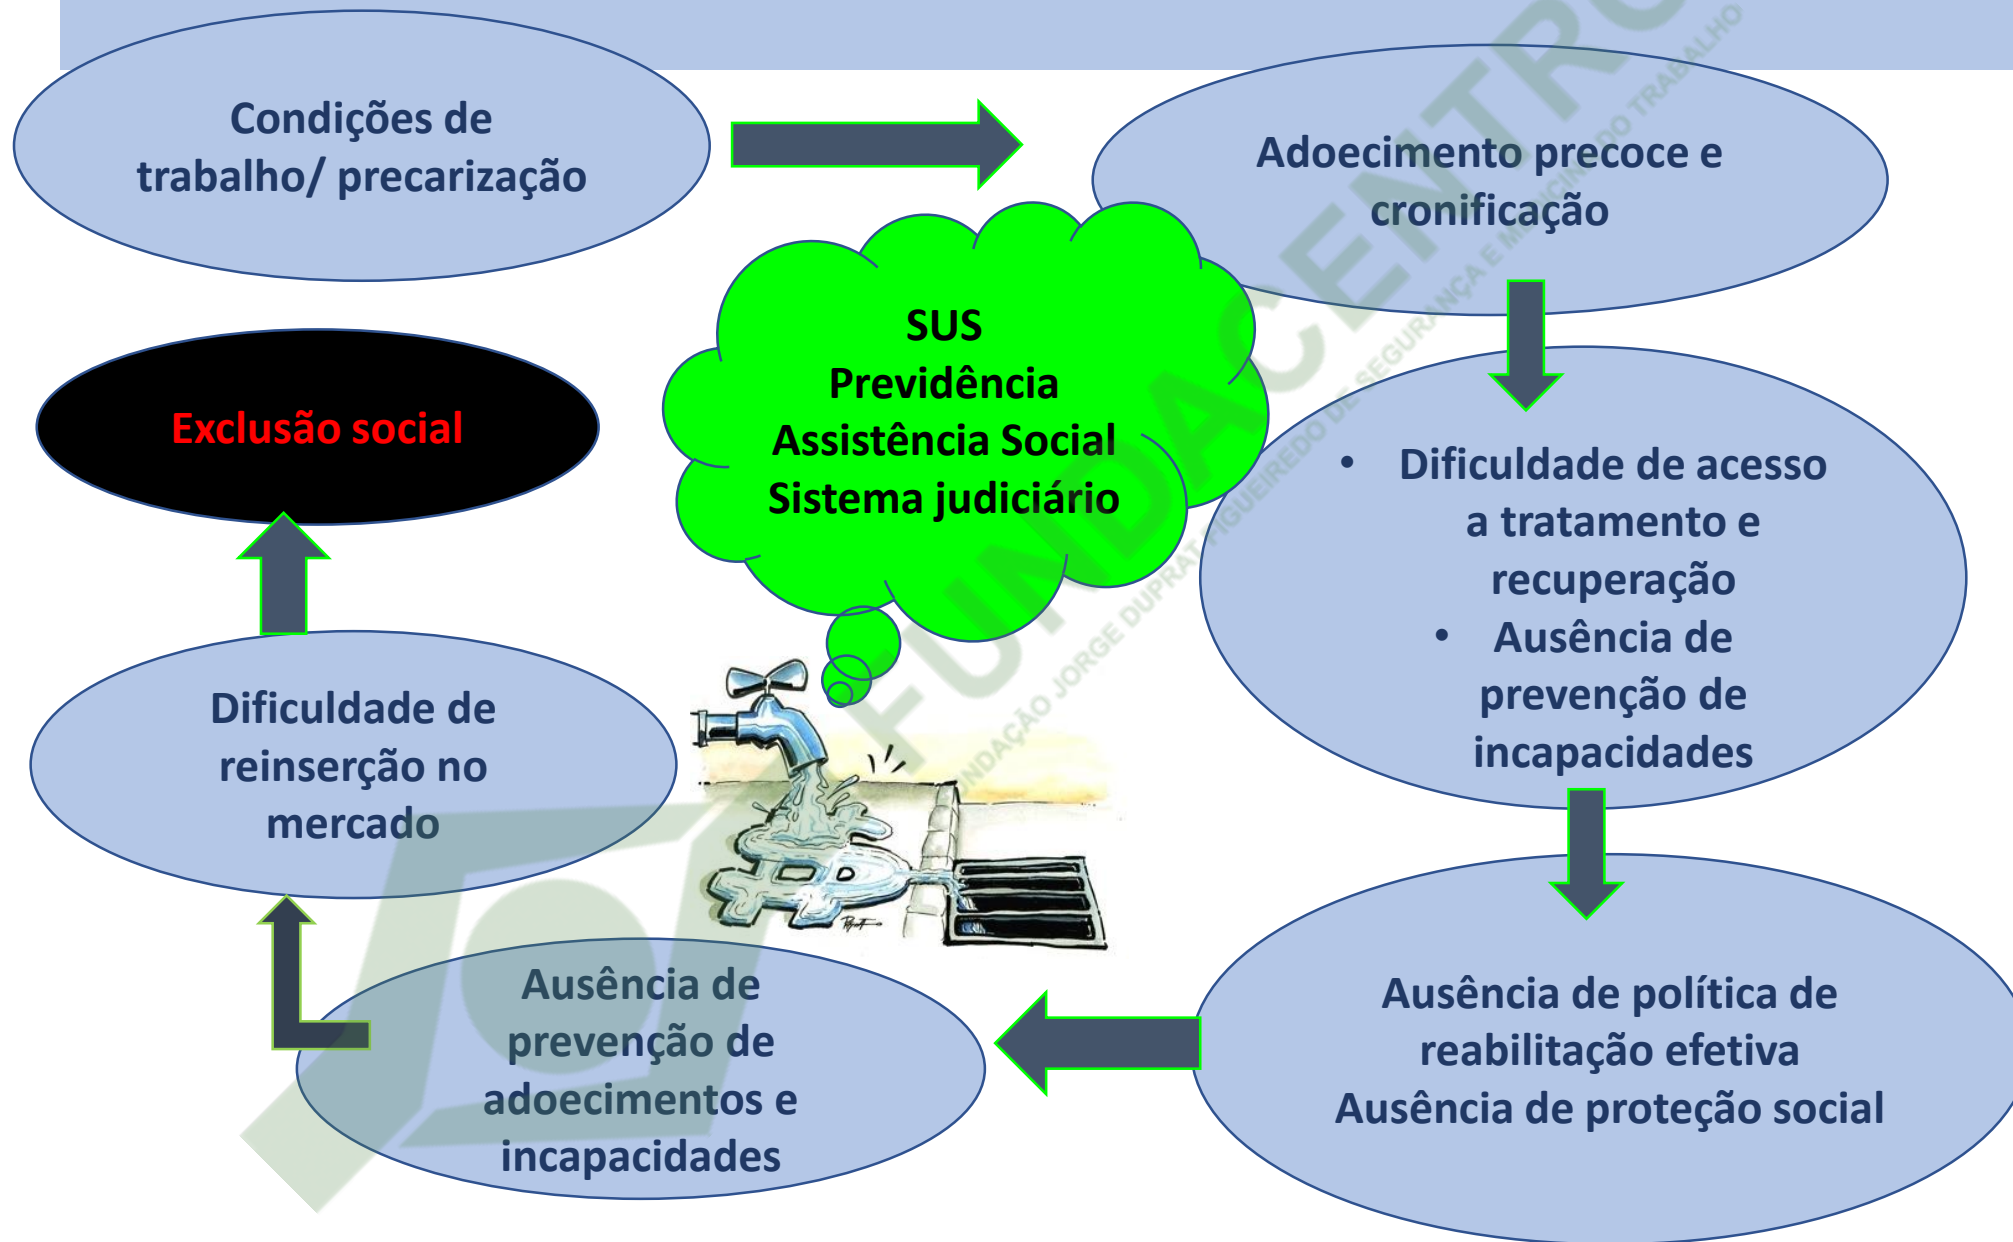 Condições de
trabalho/ precarização
Adoecimento precoce e
cronificação
SUS
Previdência
Assistência Social
Sistema judiciário
Exclusão social
• Dificuldade de acesso
a tratamento e
recuperação
• Ausência de
prevenção de
incapacidades
Dificuldade de
reinserção no
mercado
Ausência de
prevenção de
adoecimentos e
incapacidades
Ausência de política de
reabilitação efetiva
Ausência de proteção social
FUNDACENTRO
FUNDAÇÃO JORGE DUPRAT FIGUEIREDO DE SEGURANÇA E MEDICINA DO TRABALHO